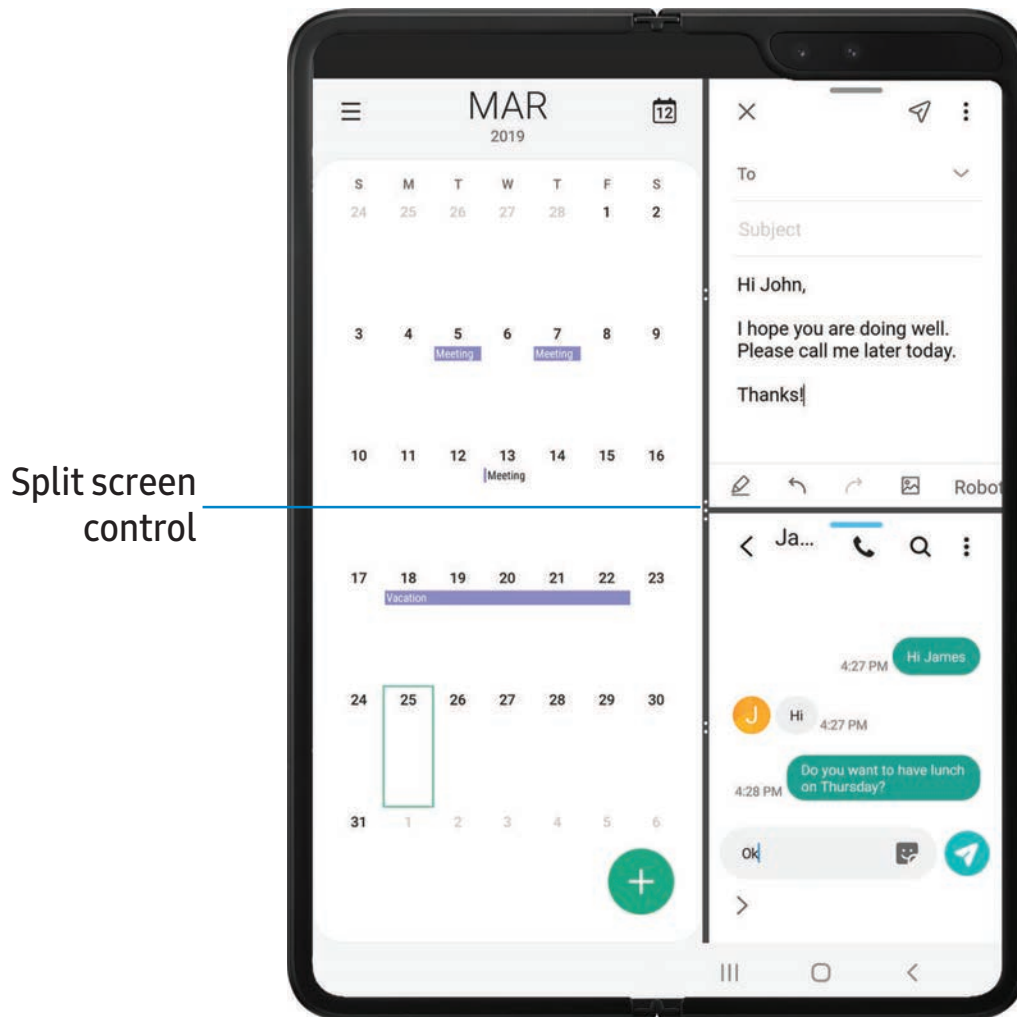 Split screen
control
MAR
2019
12
S M T W T F S
24 25 26 27 28 1 2
3 4 5 6 7 8 9
Meeting Meeting
10 11 12 13 14 15 16
Meeting
17 18 19 20 21 22 23
Vacation
24 25 26 27 28 29 30
31 1 2 3 4 5 6
To
Subject
Hi John,
I hope you are doing well.
Please call me later today.
Thanks!
Robot
Ja...
4:27 PM Hi James
J Hi 4:27 PM
Do you want to have lunch
4:28 PM on Thursday?
Ok